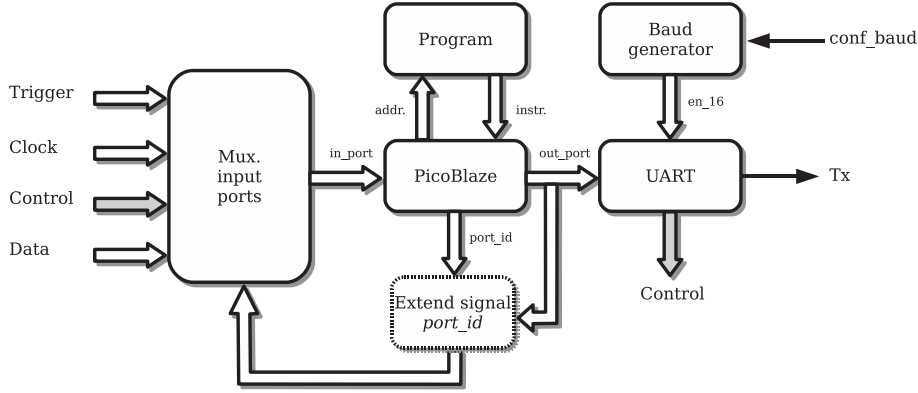 Program
Baud
generator
conf_baud
Trigger
addr.
instr.
en_16
Clock
Mux.
input
ports
in_port
PicoBlaze
out_port
UART
Tx
Control
Data
port_id
Extend signal
port_id
Control